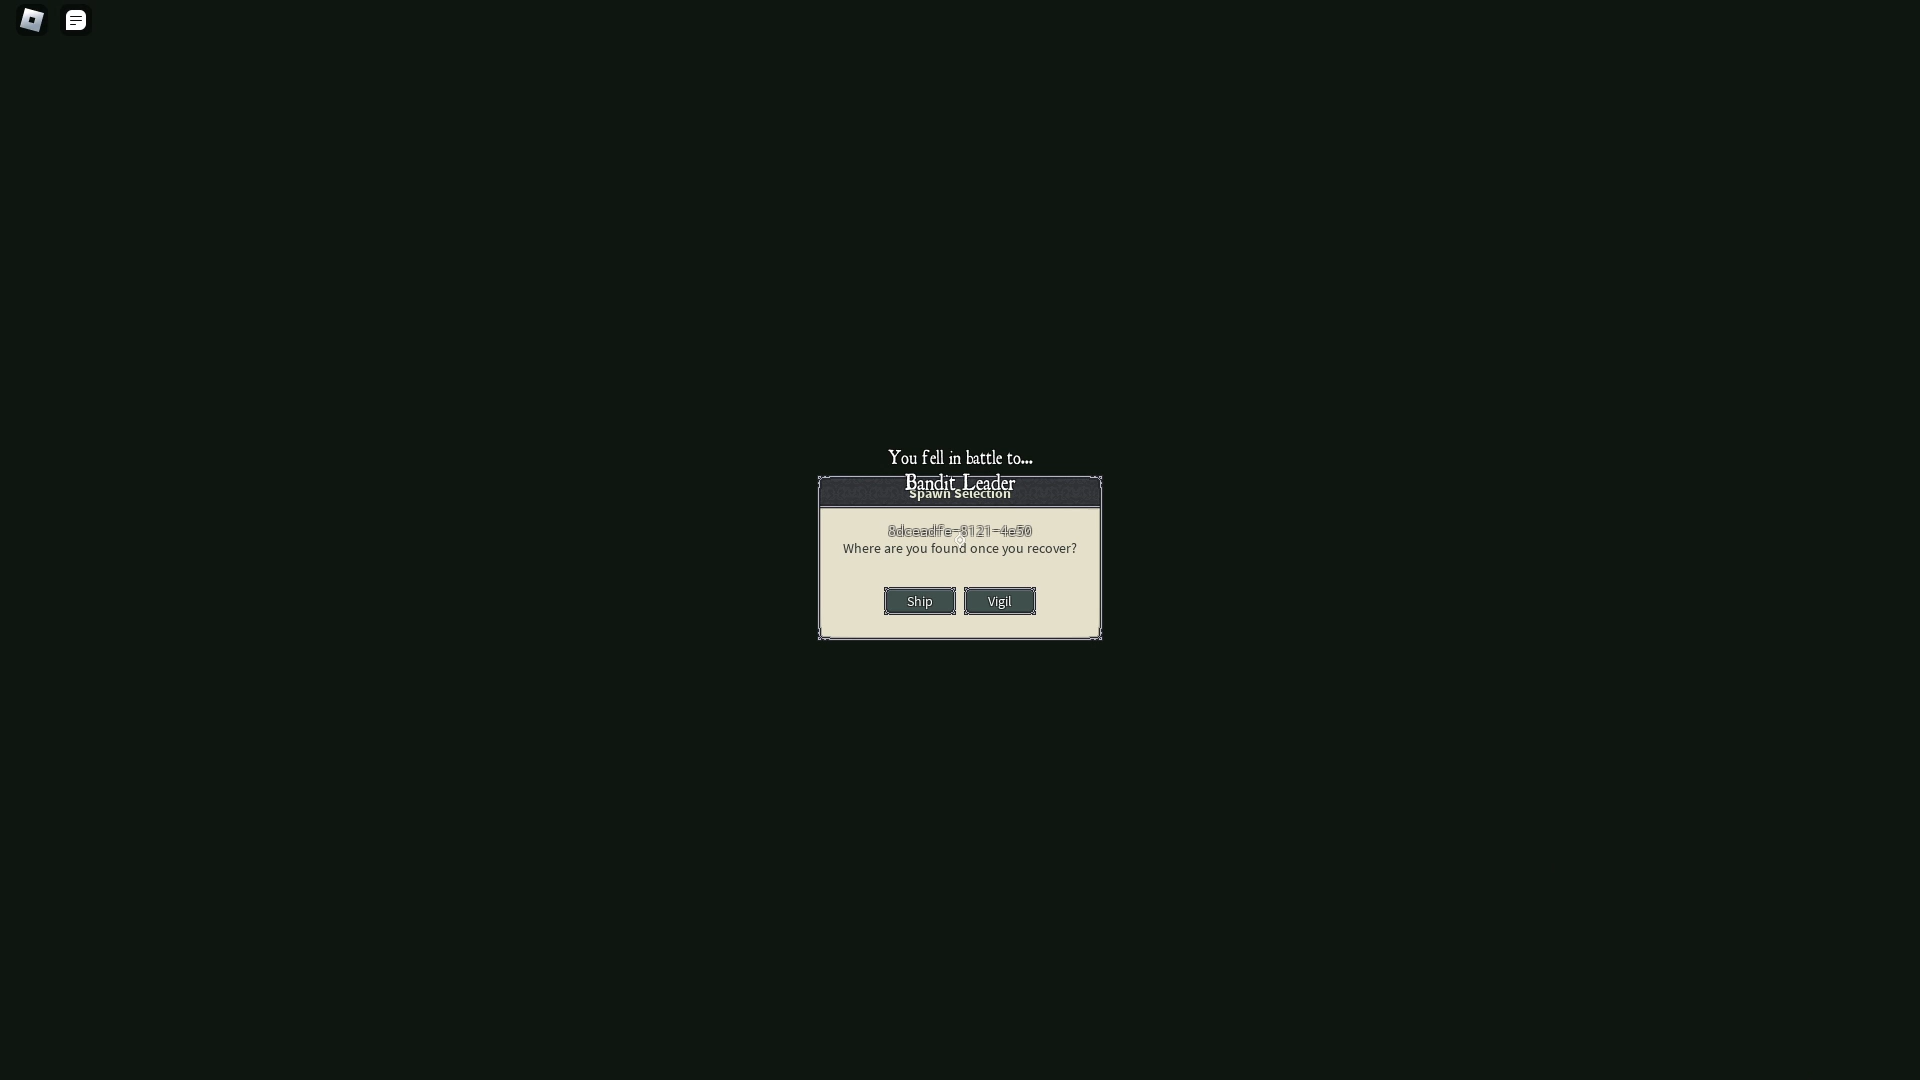 You fell in battle to...
Bandit Leader
Spawn Selection
8dceadfe-8121-4e50
Where are you found once you recover?
Ship
Vigil